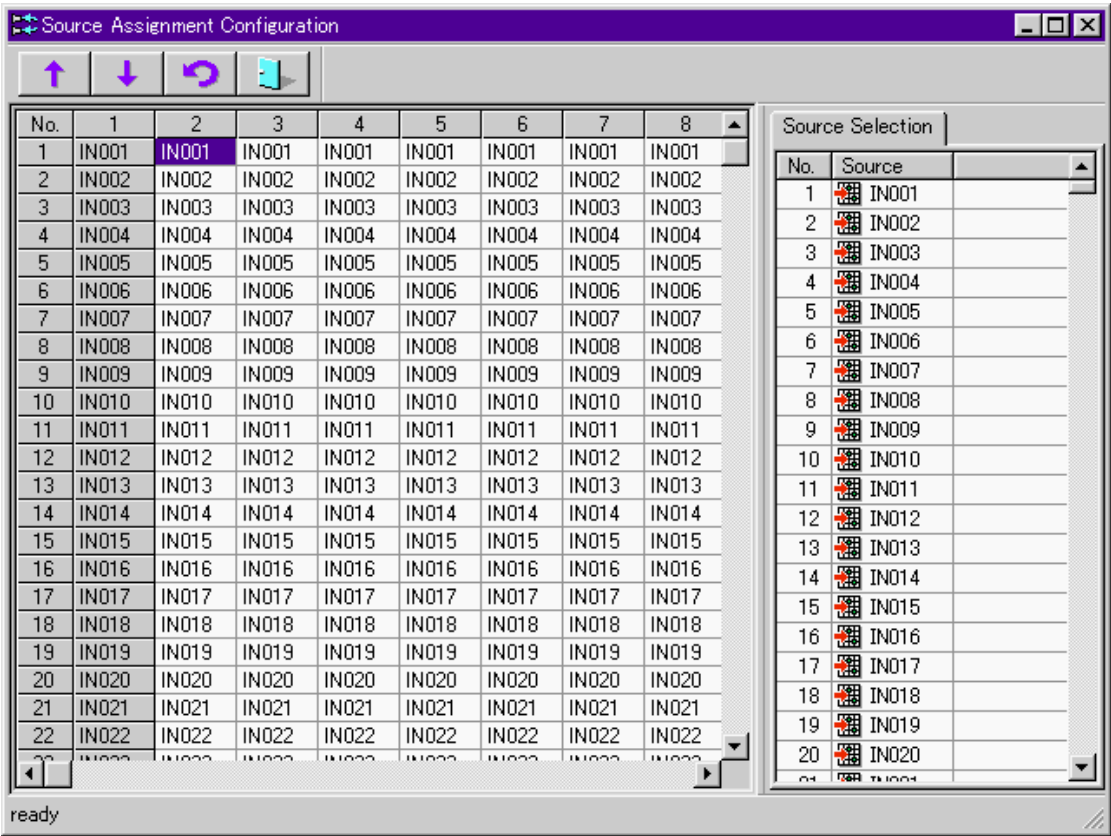 Source Assignment Configuration
No. 1 2 3 4 5 6 7 8
1 IN001 IN001 IN001 IN001 IN001 IN001 IN001 IN001
2 IN002 IN002 IN002 IN002 IN002 IN002 IN002 IN002
3 IN003 IN003 IN003 IN003 IN003 IN003 IN003 IN003
4 IN004 IN004 IN004 IN004 IN004 IN004 IN004 IN004
5 IN005 IN005 IN005 IN005 IN005 IN005 IN005 IN005
6 IN006 IN006 IN006 IN006 IN006 IN006 IN006 IN006
7 IN007 IN007 IN007 IN007 IN007 IN007 IN007 IN007
8 IN008 IN008 IN008 IN008 IN008 IN008 IN008 IN008
9 IN009 IN009 IN009 IN009 IN009 IN009 IN009 IN009
10 IN010 IN010 IN010 IN010 IN010 IN010 IN010 IN010
11 IN011 IN011 IN011 IN011 IN011 IN011 IN011 IN011
12 IN012 IN012 IN012 IN012 IN012 IN012 IN012 IN012
13 IN013 IN013 IN013 IN013 IN013 IN013 IN013 IN013
14 IN014 IN014 IN014 IN014 IN014 IN014 IN014 IN014
15 IN015 IN015 IN015 IN015 IN015 IN015 IN015 IN015
16 IN016 IN016 IN016 IN016 IN016 IN016 IN016 IN016
17 IN017 IN017 IN017 IN017 IN017 IN017 IN017 IN017
18 IN018 IN018 IN018 IN018 IN018 IN018 IN018 IN018
19 IN019 IN019 IN019 IN019 IN019 IN019 IN019 IN019
20 IN020 IN020 IN020 IN020 IN020 IN020 IN020 IN020
21 IN021 IN021 IN021 IN021 IN021 IN021 IN021 IN021
22 IN022 IN022 IN022 IN022 IN022 IN022 IN022 IN022
Source Selection
No. Source
1 IN001
2 IN002
3 IN003
4 IN004
5 IN005
6 IN006
7 IN007
8 IN008
9 IN009
10 IN010
11 IN011
12 IN012
13 IN013
14 IN014
15 IN015
16 IN016
17 IN017
18 IN018
19 IN019
20 IN020
ready